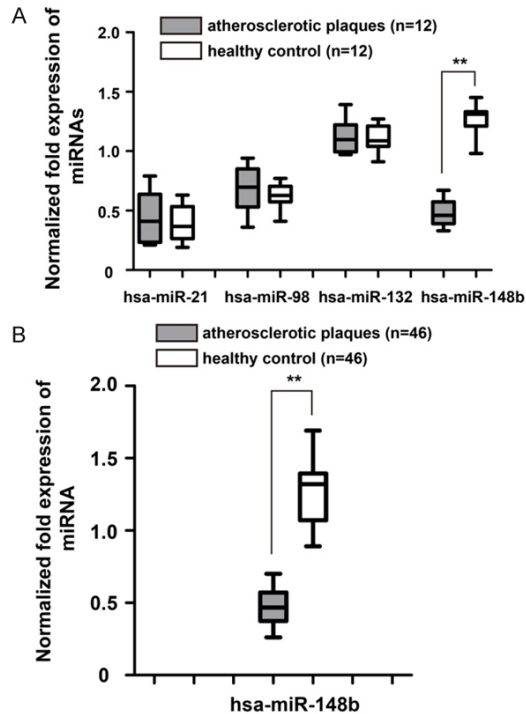 A
atherosclerotic plaques (n=12)
healthy control (n=12)
Normalized fold expression of
miRNAs
2.0
1.5
1.0
0.5
0
**
hsa-miR-21 hsa-miR-98 hsa-miR-132 hsa-miR-148b
B
atherosclerotic plaques (n=46)
healthy control (n=46)
Normalized fold expression of
miRNA
2.0
1.5
1.0
0.5
0
**
hsa-miR-148b